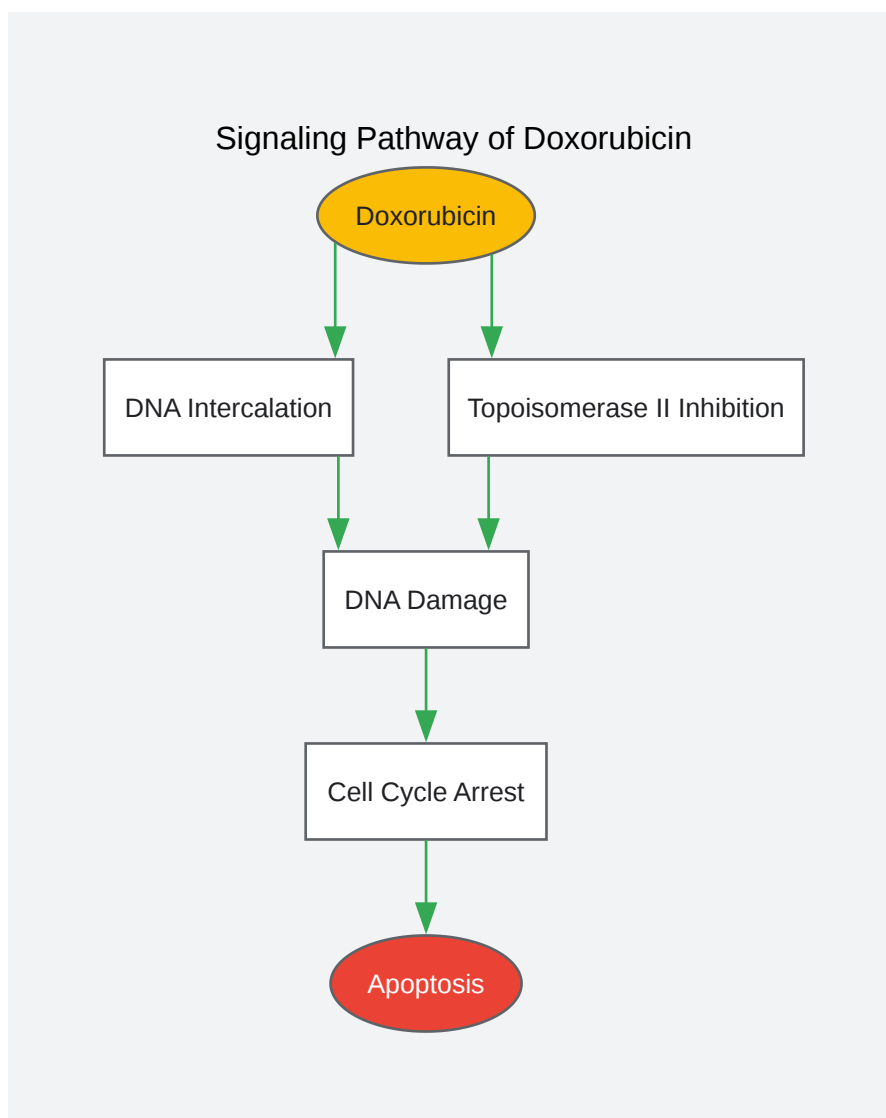 Signaling Pathway of Doxorubicin
Doxorubicin
DNA Intercalation
Topoisomerase II Inhibition
DNA Damage
Cell Cycle Arrest
Apoptosis